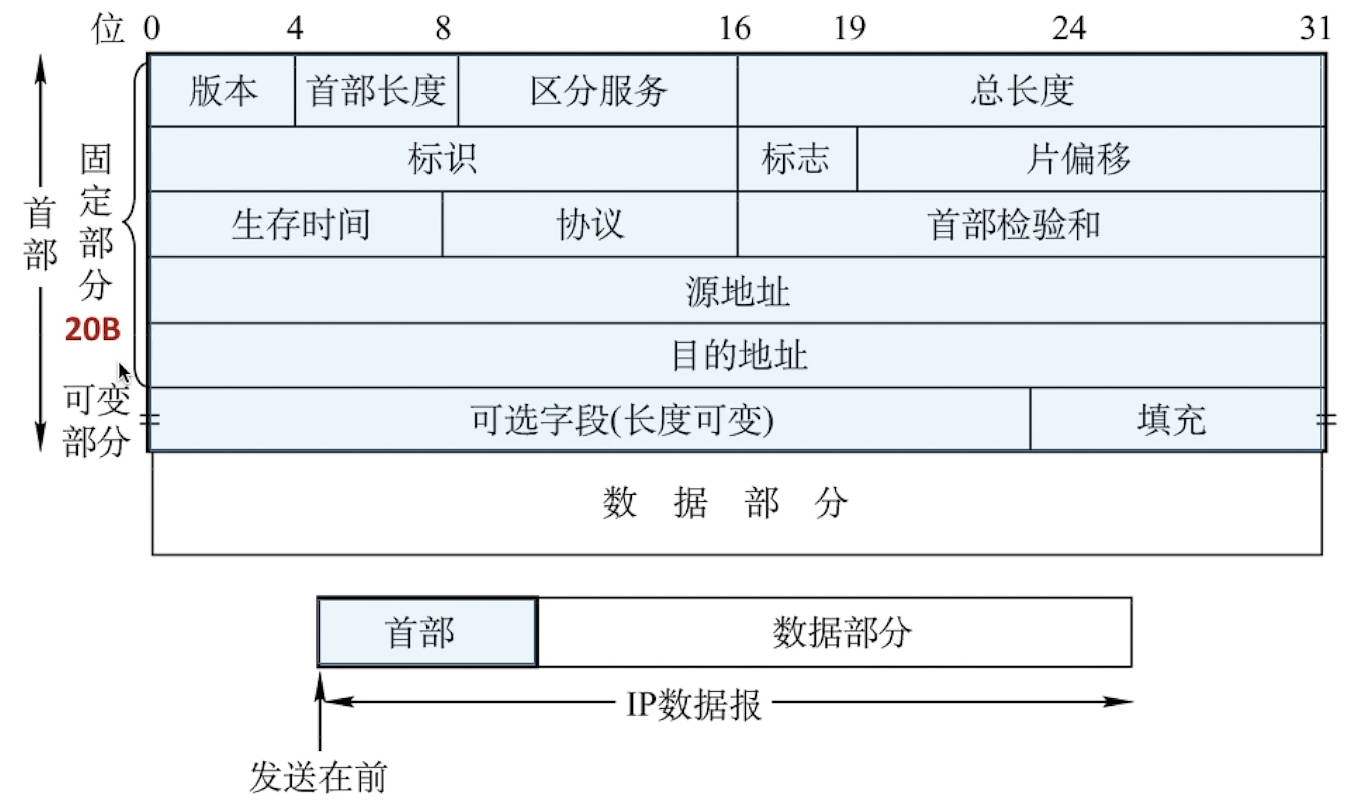 位 0 4 8 16 19 24 31
版本 首部长度 区分服务 总长度
标识 标志 片偏移
生存时间 协议 首部检验和
源地址
目的地址
可选字段(长度可变) 填充
首部
固定部分
20B
可变
部分
数据部分
首部 数据部分
IP数据报
发送在前